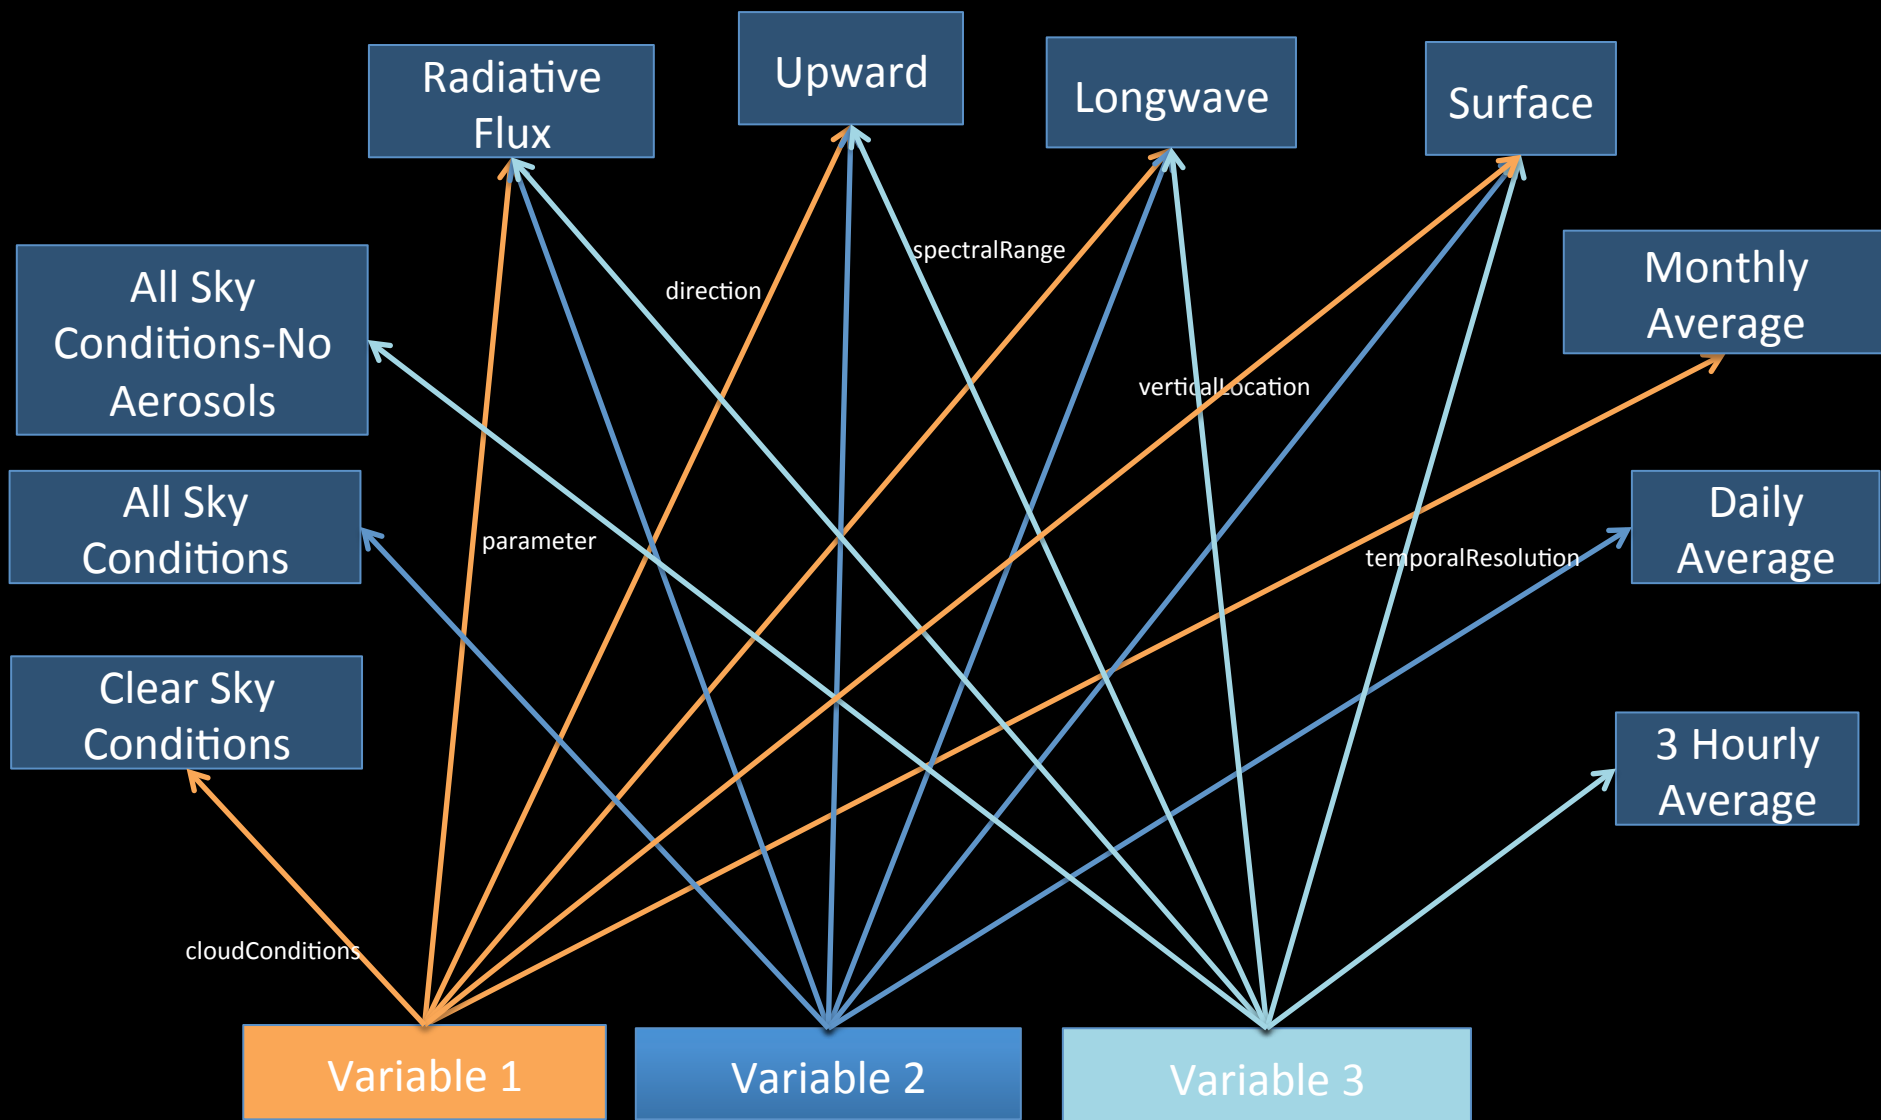 Radiative
Flux
Upward
Longwave
Surface
spectralRange
direction
All Sky
Conditions-No
Aerosols
Monthly
Average
verticalLocation
All Sky
Conditions
parameter
Daily
Average
temporalResolution
Clear Sky
Conditions
3 Hourly
Average
cloudConditions
Variable 1
Variable 2
Variable 3